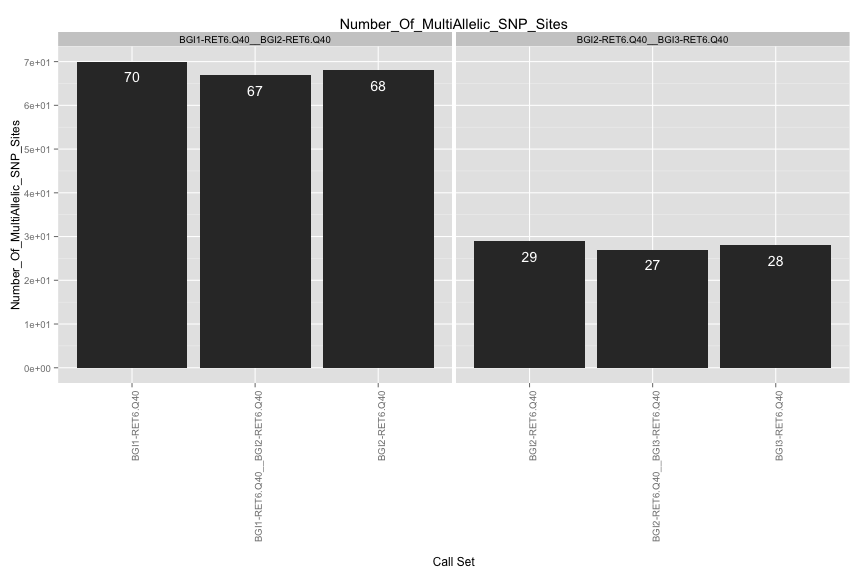 Number_Of_MultiAllelic_SNP_Sites
BGI1-RET6.Q40__BGI2-RET6.Q40
BGI2-RET6.Q40__BGI3-RET6.Q40
Number_Of_MultiAllelic_SNP_Sites
7e+01
6e+01
5e+01
4e+01
3e+01
2e+01
1e+01
0e+00
70
67
68
29
27
28
BGI1-RET6.Q40
BGI1-RET6.Q40__BGI2-RET6.Q40
BGI2-RET6.Q40
BGI2-RET6.Q40
BGI2-RET6.Q40__BGI3-RET6.Q40
BGI3-RET6.Q40
Call Set